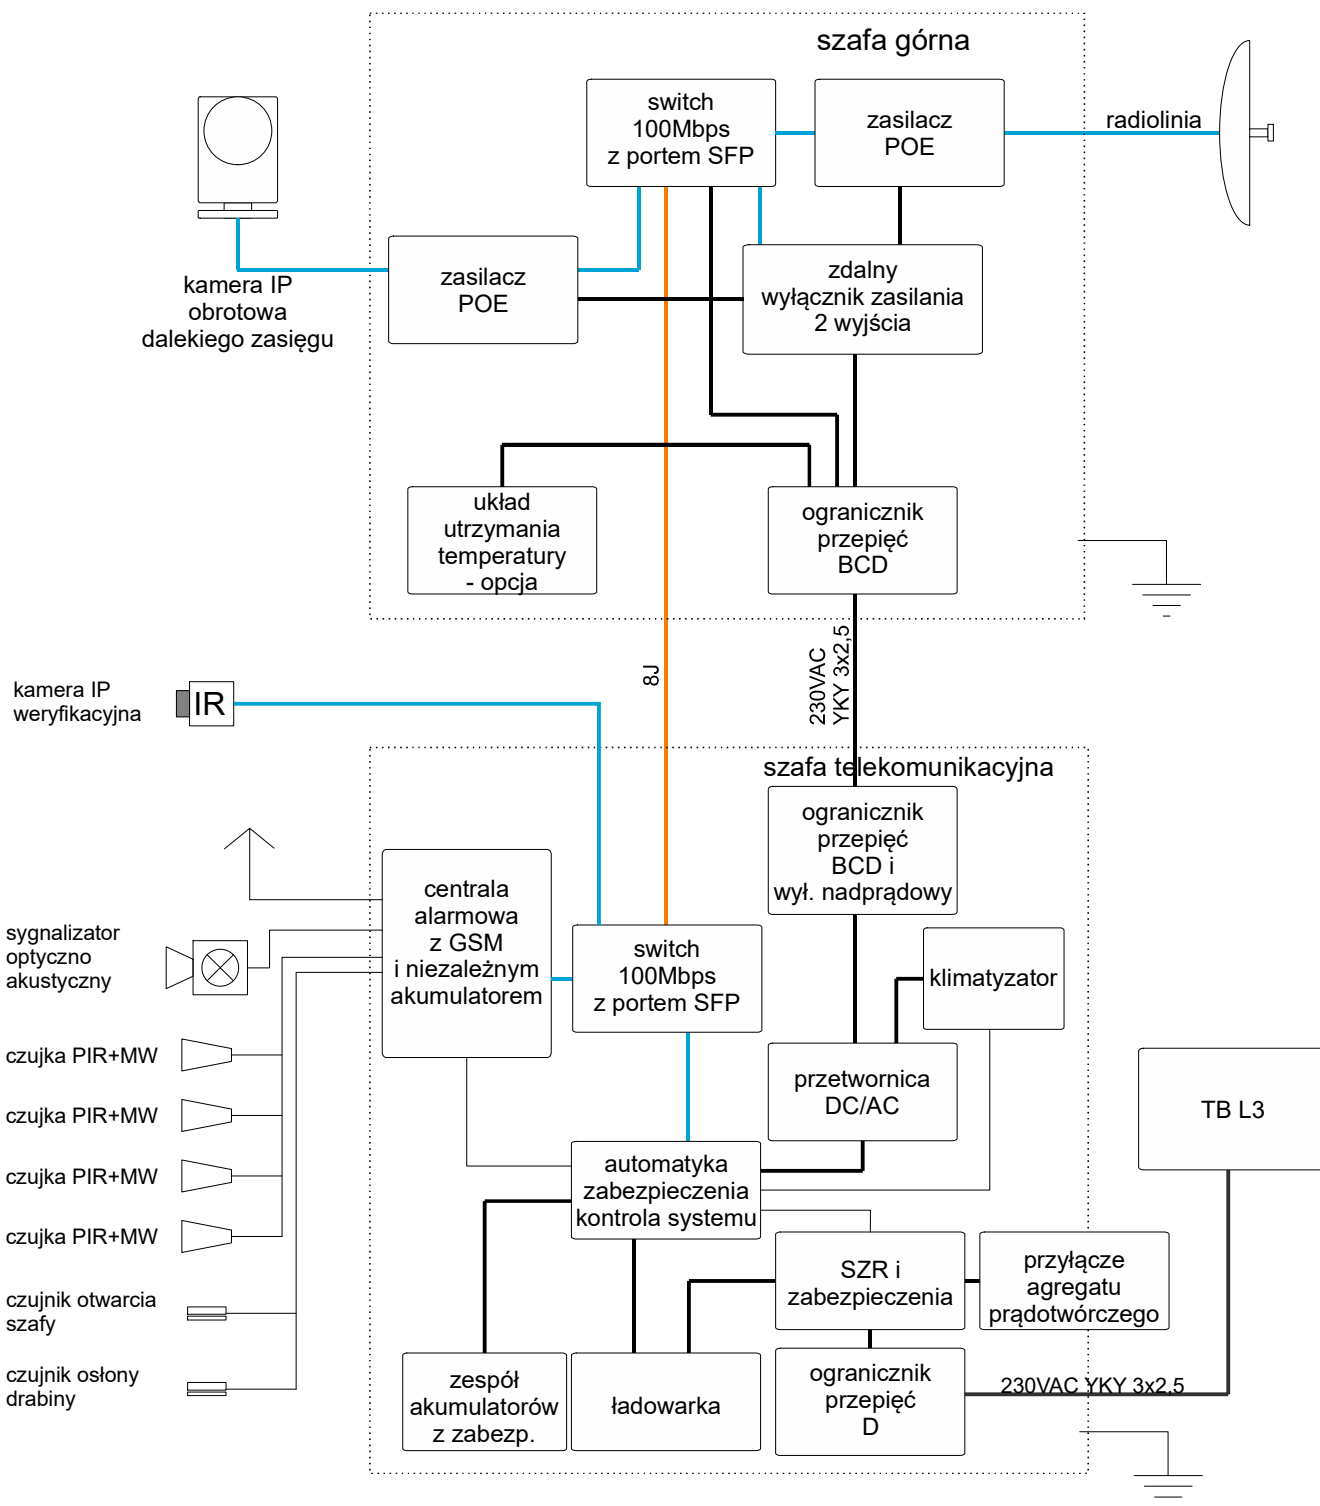 szafa górna
switch
100Mbps
z portem SFP
zasilacz
POE
radiolinia
zasilacz
POE
zdalny
wyłącznik zasilania
2 wyjścia
kamera IP
obrotowa
dalekiego zasięgu
układ
utrzymania
temperatury
- opcja
ogranicznik
przepięć
BCD
8J
230VAC
YKY 3x2,5
kamera IP
weryfikacyjna
IR
szafa telekomunikacyjna
ogranicznik
przepięć
BCD i
wył. nadprądowy
centrala
alarmowa
z GSM
i niezależnym
akumulatorem
sygnalizator
optyczno
akustyczny
switch
100Mbps
z portem SFP
klimatyzator
czujka PIR+MW
przetwornica
DC/AC
TB L3
czujka PIR+MW
czujka PIR+MW
automatyka
zabezpieczenia
kontrola systemu
czujka PIR+MW
SZR i
zabezpieczenia
przyłącze
agregatu
prądotwórczego
czujnik otwarcia
szafy
czujnik osłony
drabiny
zespół
akumulatorów
z zabezp.
ładowarka
ogranicznik
przepięć
D
230VAC YKY 3x2,5